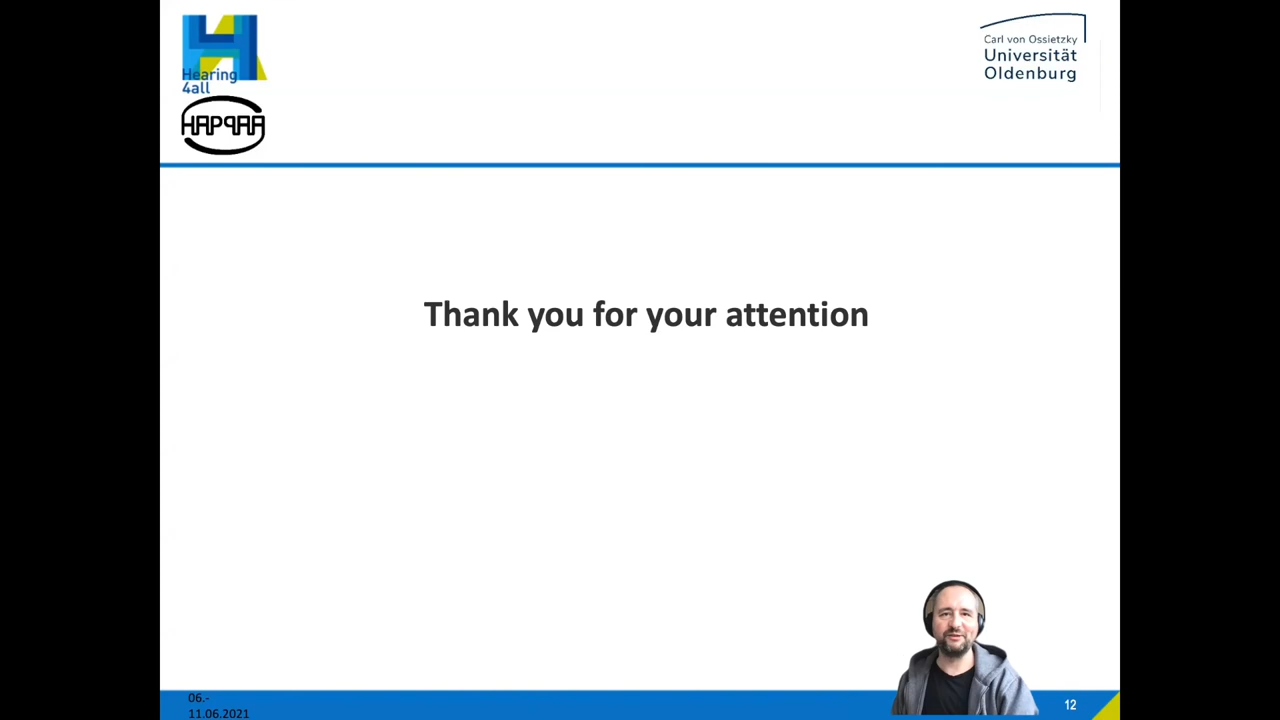 Hearing
4all
HAPPAA
Carl von Ossietzky
Universität
Oldenburg
Thank you for your attention
06.-
11.06.2021
12